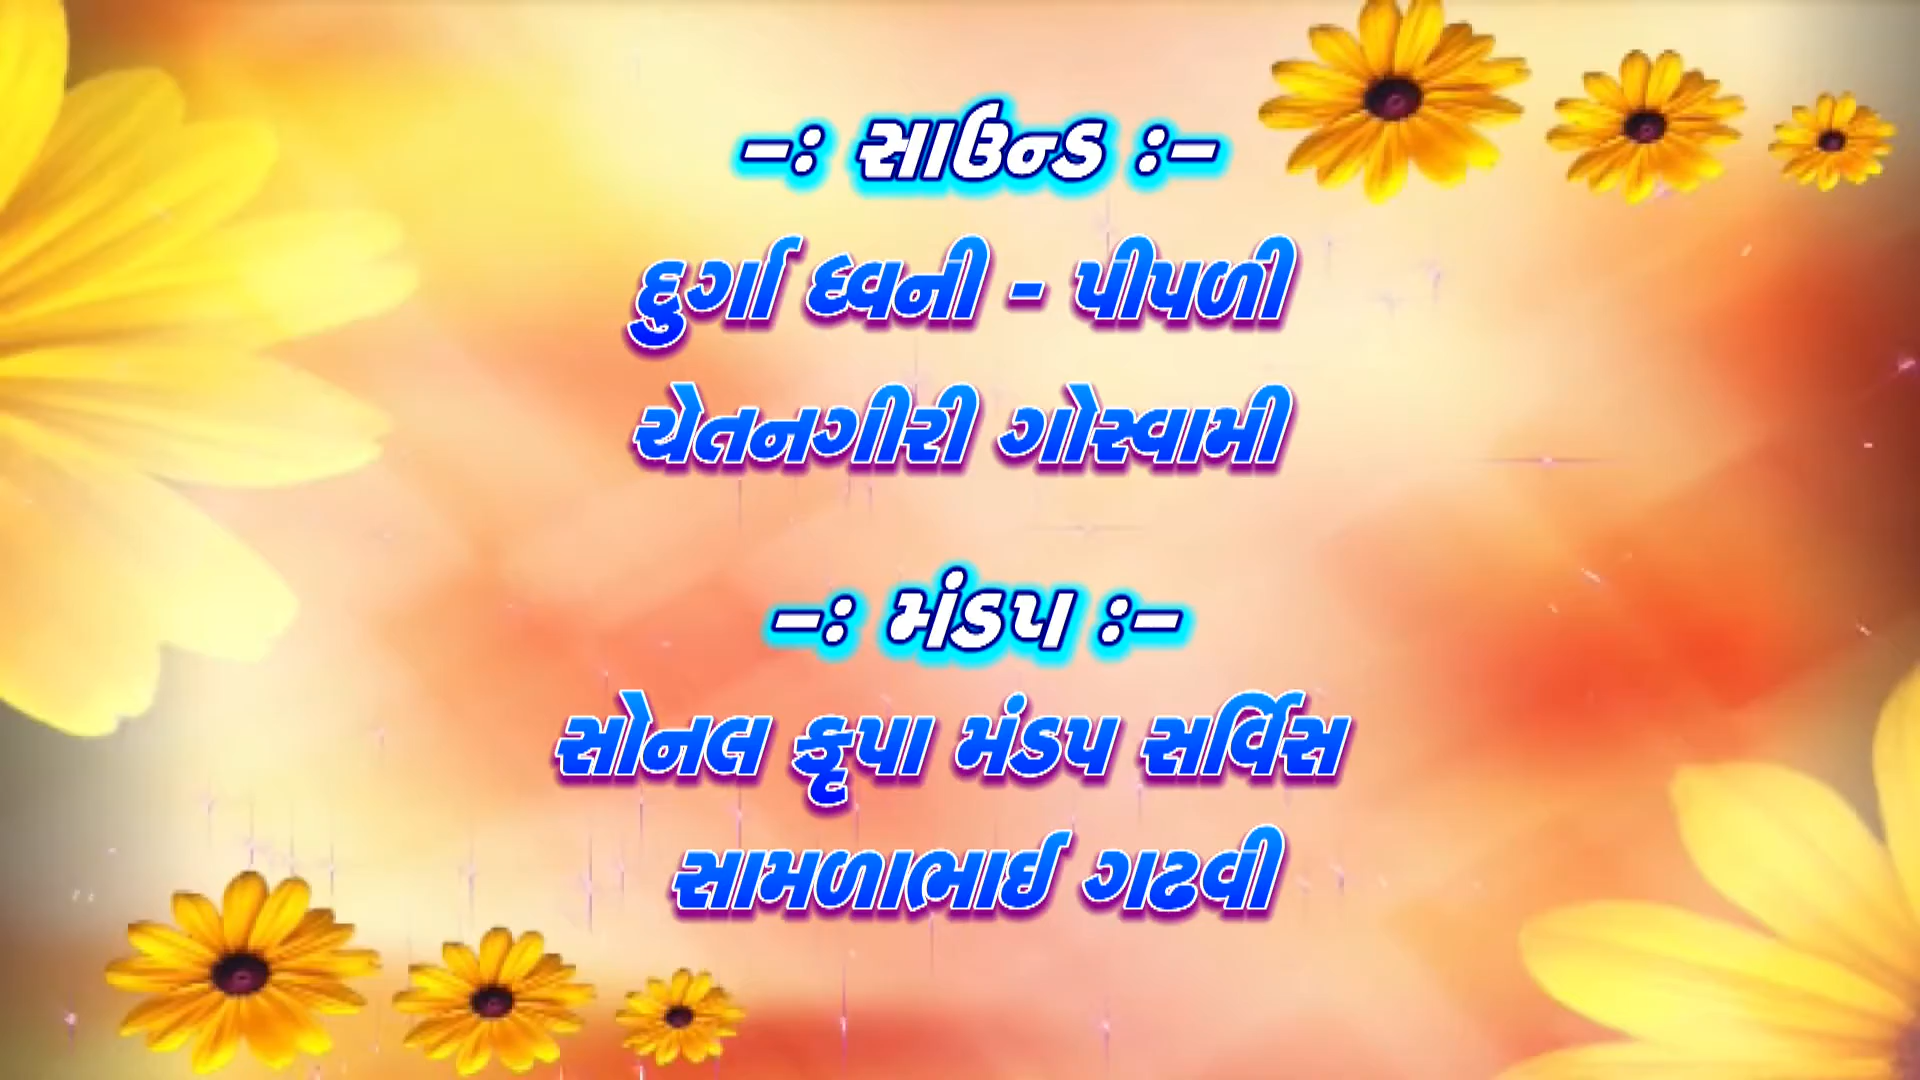 -: સાઉન્ડ :-
દુર્ગા ધ્વની - પીપળી
ચેતનગીરી ગોસ્વામી
-: મંડપ :-
સોનલ કૃપા મંડપ સર્વિસ
સામળાભાઈ ગઢવી